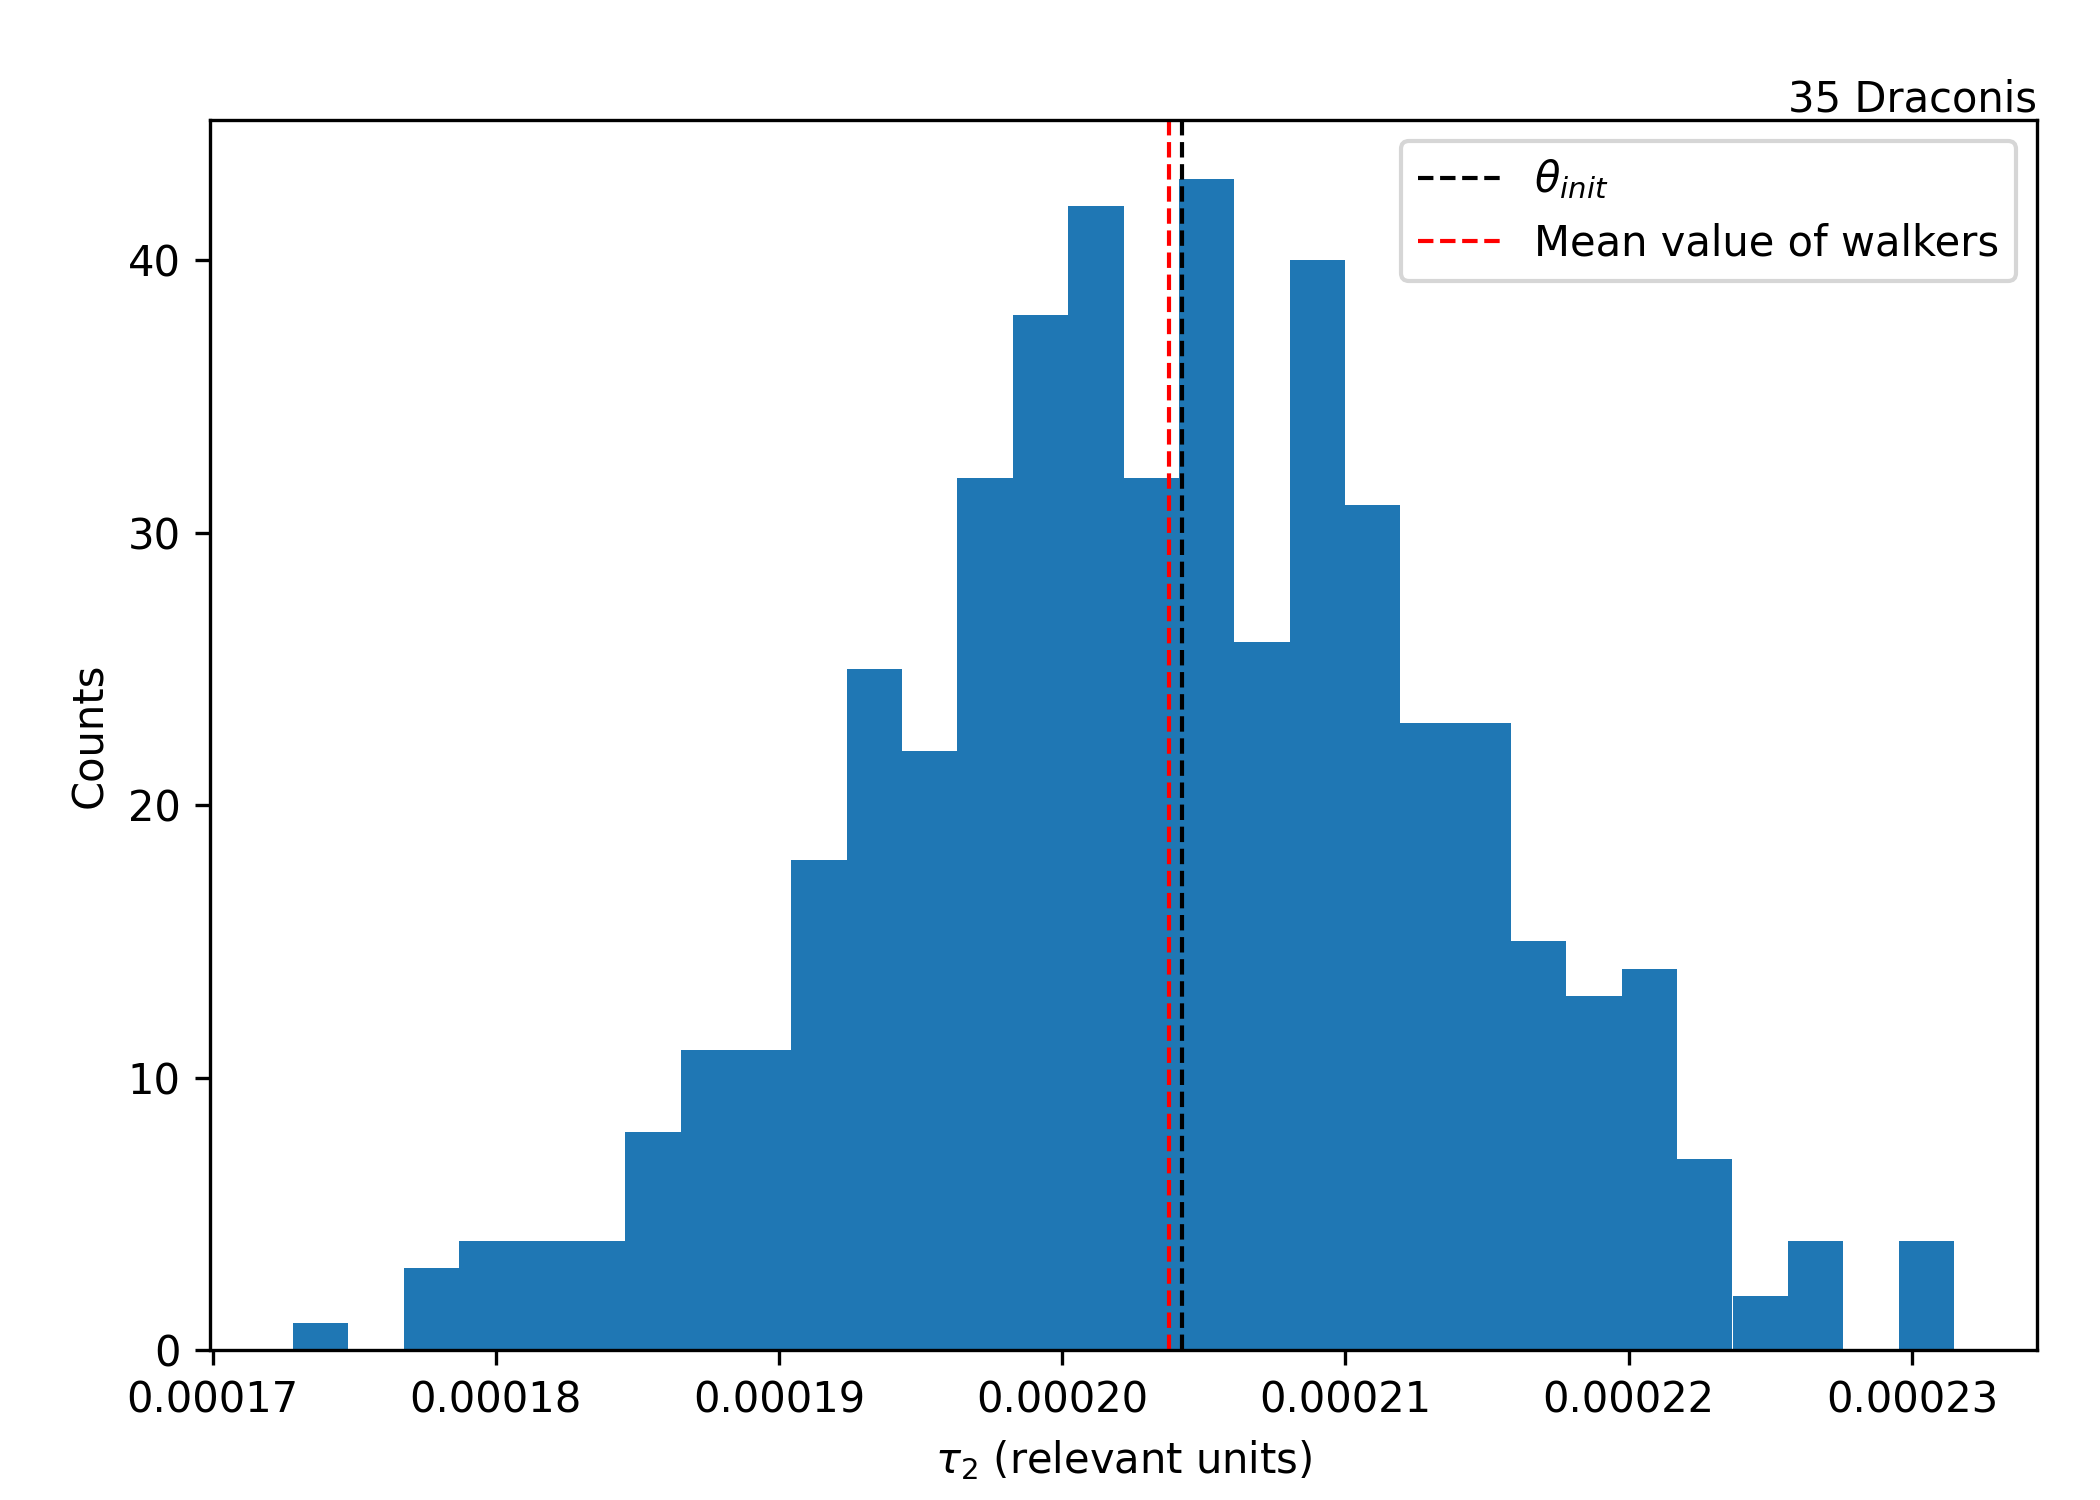 35 Draconis
θinit
Mean value of walkers
40
30
20
10
0
Counts
0.00017 0.00018 0.00019 0.00020 0.00021 0.00022 0.00023
τ2 (relevant units)